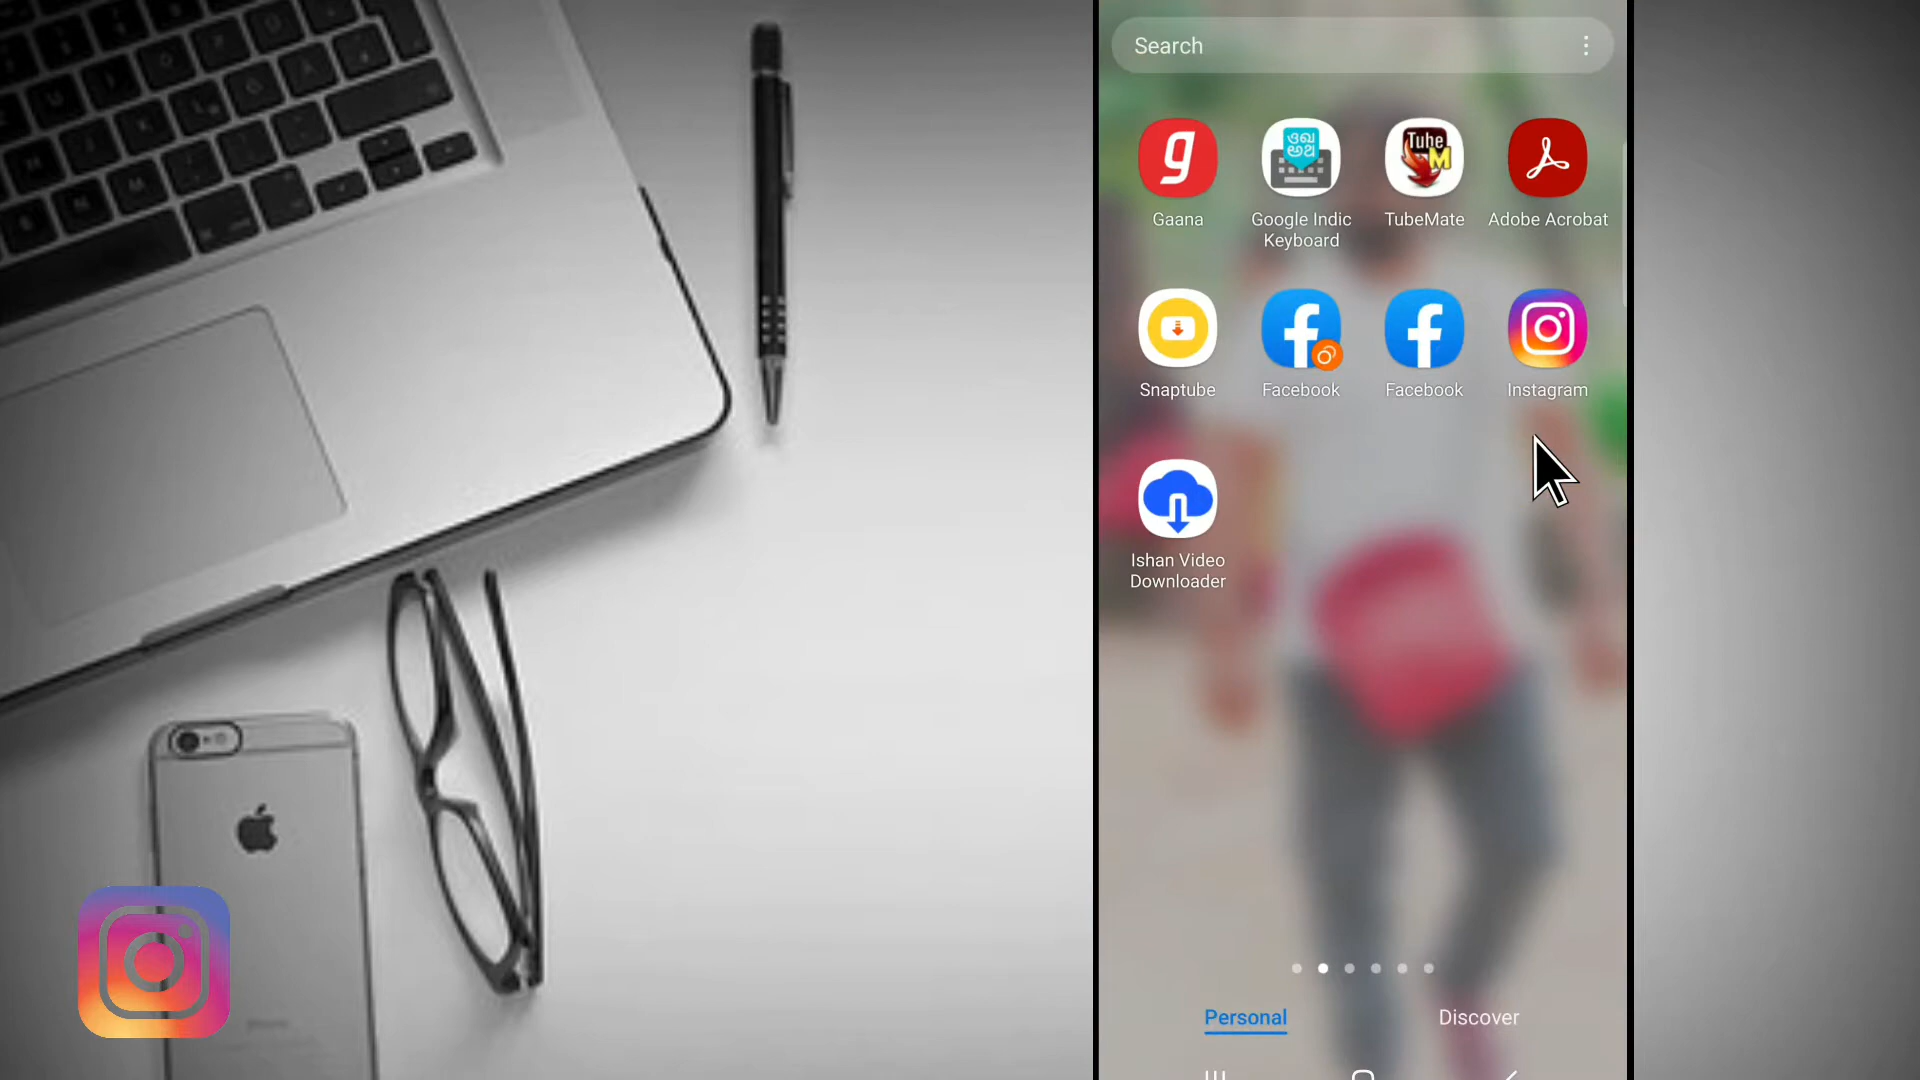 Search
Gaana
Google Indic
Keyboard
TubeMate
Adobe Acrobat
Snaptube
Facebook
Facebook
Instagram
Ishan Video
Downloader
Personal
Discover